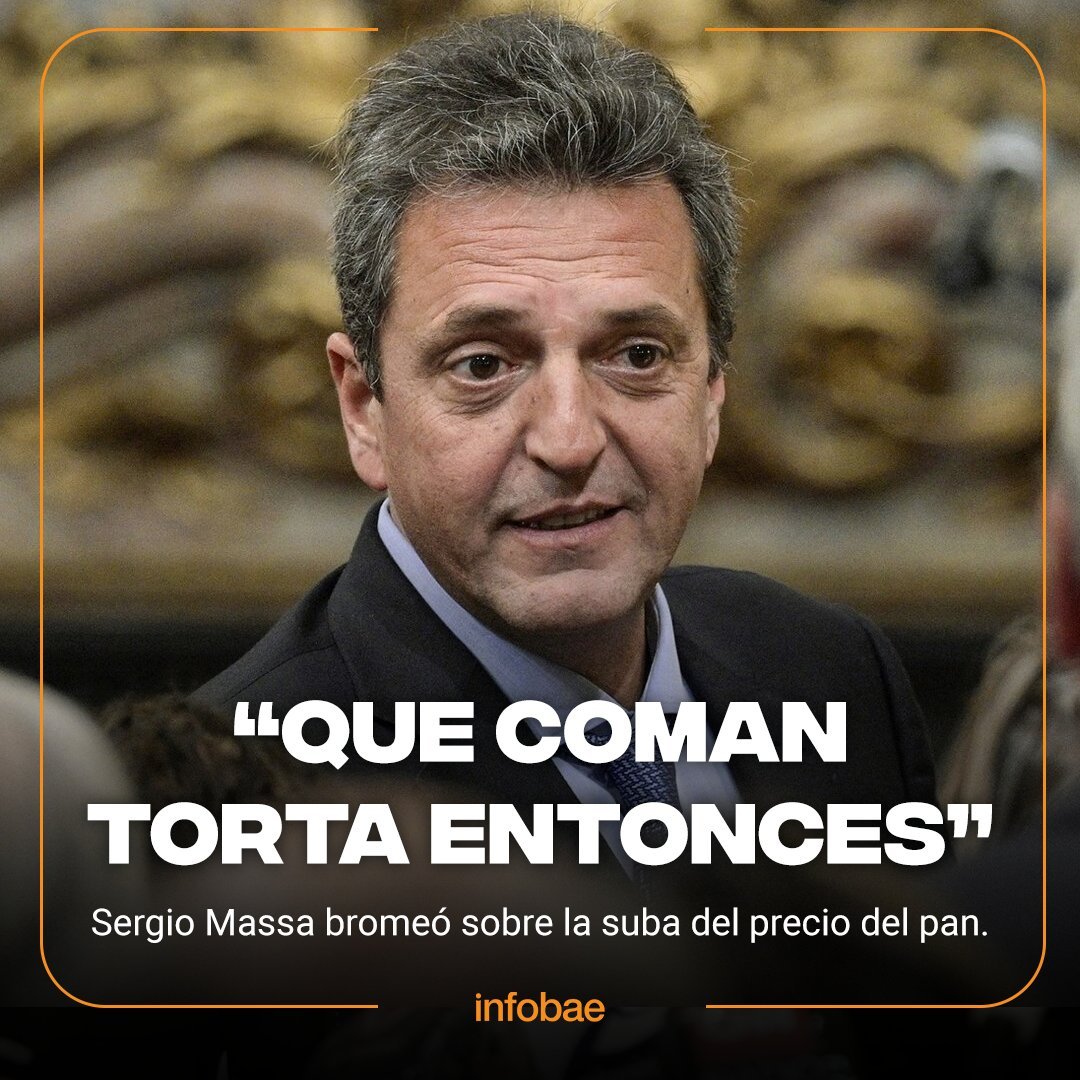 “QUE COMAN
TORTA ENTONCES”
Sergio Massa bromeó sobre la suba del precio del pan.
infobae